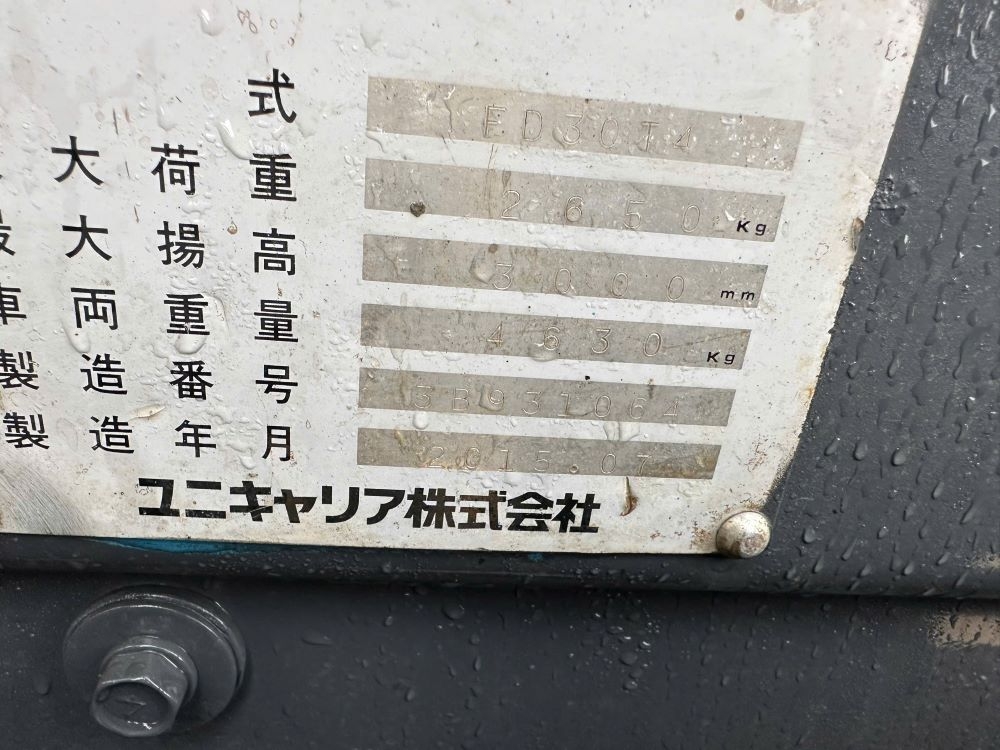 式 FD30T4
大荷重 2650 Kg
大揚高 3000 mm
車両重量 4630 Kg
製造番号 3B931064
製造年月 2015.07
ユニキャリア株式会社